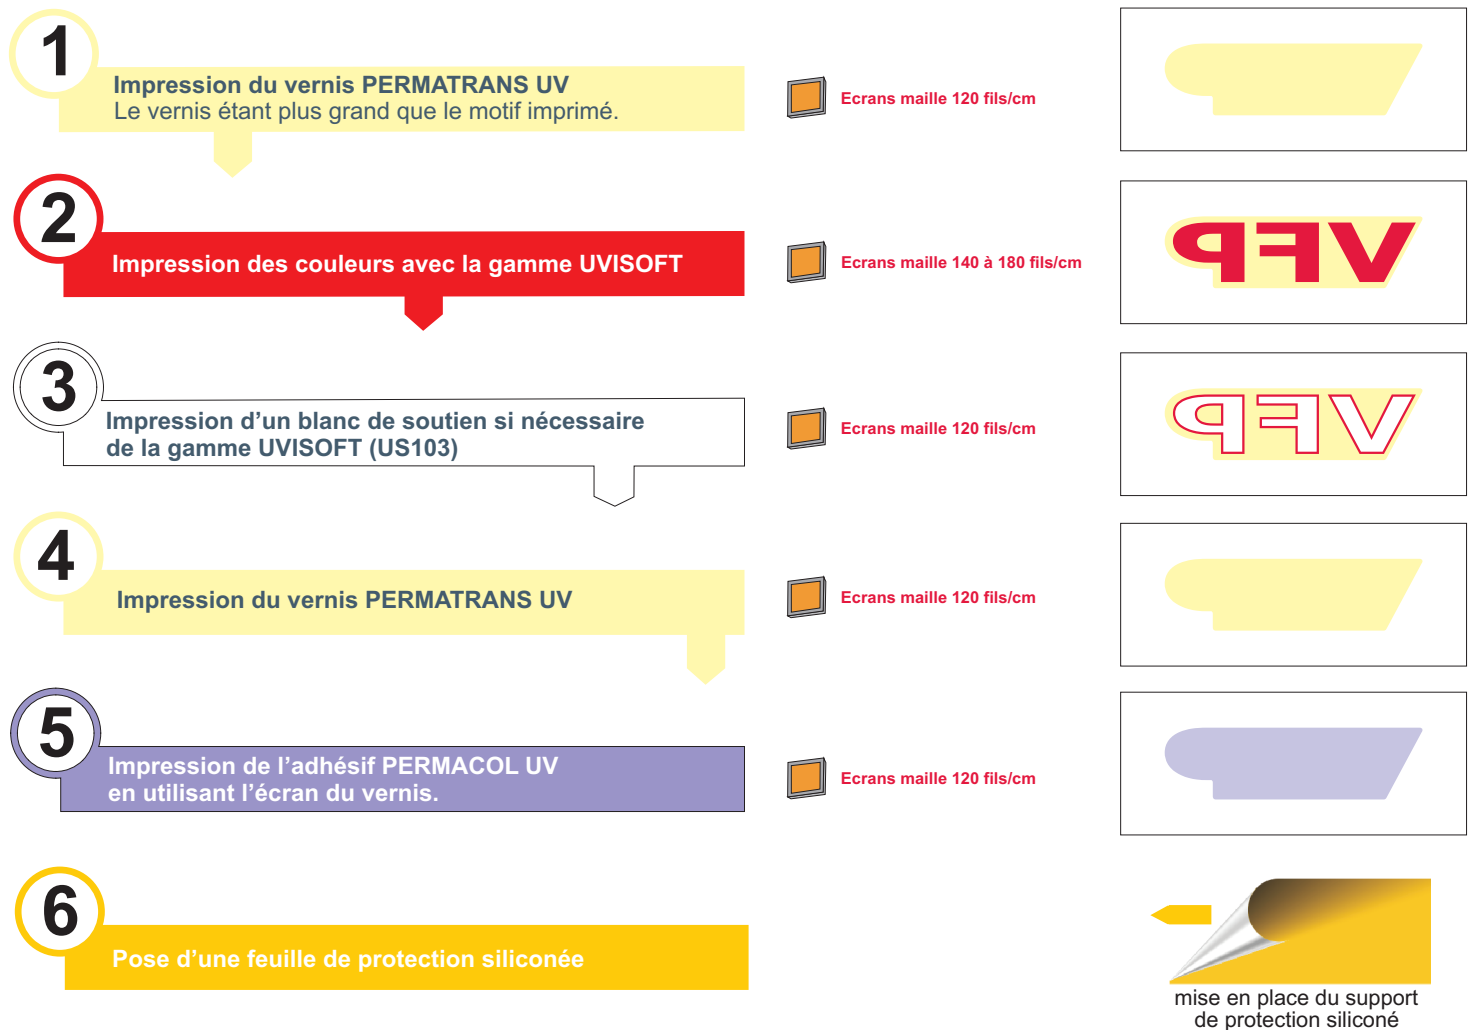 1
Impression du vernis PERMATRANS UV
Le vernis étant plus grand que le motif imprimé.
Ecrans maille 120 fils/cm
2
Impression des couleurs avec la gamme UVISOFT
Ecrans maille 140 à 180 fils/cm
VFP
3
Impression d’un blanc de soutien si nécessaire
de la gamme UVISOFT (US103)
Ecrans maille 120 fils/cm
VFP
4
Impression du vernis PERMATRANS UV
Ecrans maille 120 fils/cm
5
Impression de l’adhésif PERMACOL UV
en utilisant l’écran du vernis.
Ecrans maille 120 fils/cm
6
Pose d’une feuille de protection siliconée
mise en place du support
de protection siliconé